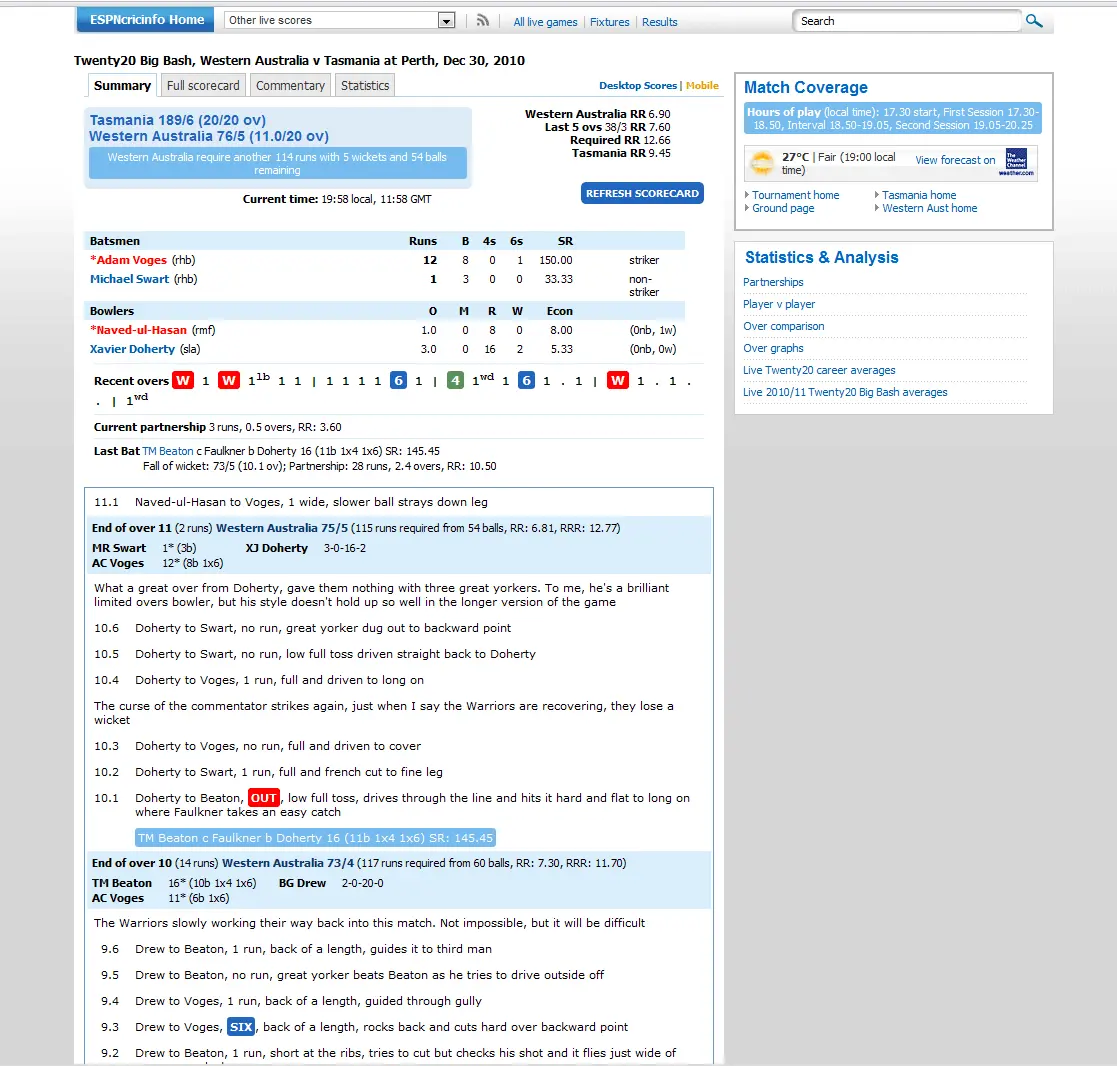 ESPNcricinfo Home
Other live scores
All live games | Fixtures | Results
Search
Twenty20 Big Bash, Western Australia v Tasmania at Perth, Dec 30, 2010
Summary
Full scorecard
Commentary
Statistics
Desktop Scores | Mobile
Tasmania 189/6 (20/20 ov)
Western Australia 76/5 (11.0/20 ov)
Western Australia require another 114 runs with 5 wickets and 54 balls
remaining
Western Australia RR 6.90
Last 5 ovs 38/3 RR 7.60
Required RR 12.66
Tasmania RR 9.45
Current time: 19:58 local, 11:58 GMT
REFRESH SCORECARD
Batsmen Runs B 4s 6s SR
*Adam Voges (rhb) 12 8 0 1 150.00 striker
Michael Swart (rhb) 1 3 0 0 33.33 non-
striker
Bowlers O M R W Econ
*Naved-ul-Hasan (rmf) 1.0 0 8 0 8.00 (0nb, 1w)
Xavier Doherty (sla) 3.0 0 16 2 5.33 (0nb, 0w)
Recent overs W 1 W 1lb 1 1 | 1 1 1 1 6 1 | 4 1wd 1 6 1 . 1 | W 1 . 1 .
. | 1wd
Current partnership 3 runs, 0.5 overs, RR: 3.60
Last Bat TM Beaton c Faulkner b Doherty 16 (11b 1x4 1x6) SR: 145.45
Fall of wicket: 73/5 (10.1 ov); Partnership: 28 runs, 2.4 overs, RR: 10.50
11.1 Naved-ul-Hasan to Voges, 1 wide, slower ball strays down leg
End of over 11 (2 runs) Western Australia 75/5 (115 runs required from 54 balls, RR: 6.81, RRR: 12.77)
MR Swart 1* (3b) XJ Doherty 3-0-16-2
AC Voges 12* (8b 1x6)
What a great over from Doherty, gave them nothing with three great yorkers. To me, he's a brilliant
limited overs bowler, but his style doesn't hold up so well in the longer version of the game
10.6 Doherty to Swart, no run, great yorker dug out to backward point
10.5 Doherty to Swart, no run, low full toss driven straight back to Doherty
10.4 Doherty to Voges, 1 run, full and driven to long on
The curse of the commentator strikes again, just when I say the Warriors are recovering, they lose a
wicket
10.3 Doherty to Voges, no run, full and driven to cover
10.2 Doherty to Swart, 1 run, full and french cut to fine leg
10.1 Doherty to Beaton, OUT, low full toss, drives through the line and hits it hard and flat to long on
where Faulkner takes an easy catch
TM Beaton c Faulkner b Doherty 16 (11b 1x4 1x6) SR: 145.45
End of over 10 (14 runs) Western Australia 73/4 (117 runs required from 60 balls, RR: 7.30, RRR: 11.70)
TM Beaton 16* (10b 1x4 1x6) BG Drew 2-0-20-0
AC Voges 11* (6b 1x6)
The Warriors slowly working their way back into this match. Not impossible, but it will be difficult
9.6 Drew to Beaton, 1 run, back of a length, guides it to third man
9.5 Drew to Beaton, no run, great yorker beats Beaton as he tries to drive outside off
9.4 Drew to Voges, 1 run, back of a length, guided through gully
9.3 Drew to Voges, SIX, back of a length, rocks back and cuts hard over backward point
9.2 Drew to Beaton, 1 run, short at the ribs, tries to cut but checks his shot and it flies just wide of
Match Coverage
Hours of play (local time): 17.30 start, First Session 17.30-
18.50, Interval 18.50-19.05, Second Session 19.05-20.25
27°C | Fair (19:00 local
time)
View forecast on
The Weather Channel
weather.com
Tournament home
Tasmania home
Ground page
Western Aust home
Statistics & Analysis
Partnerships
Player v player
Over comparison
Over graphs
Live Twenty20 career averages
Live 2010/11 Twenty20 Big Bash averages